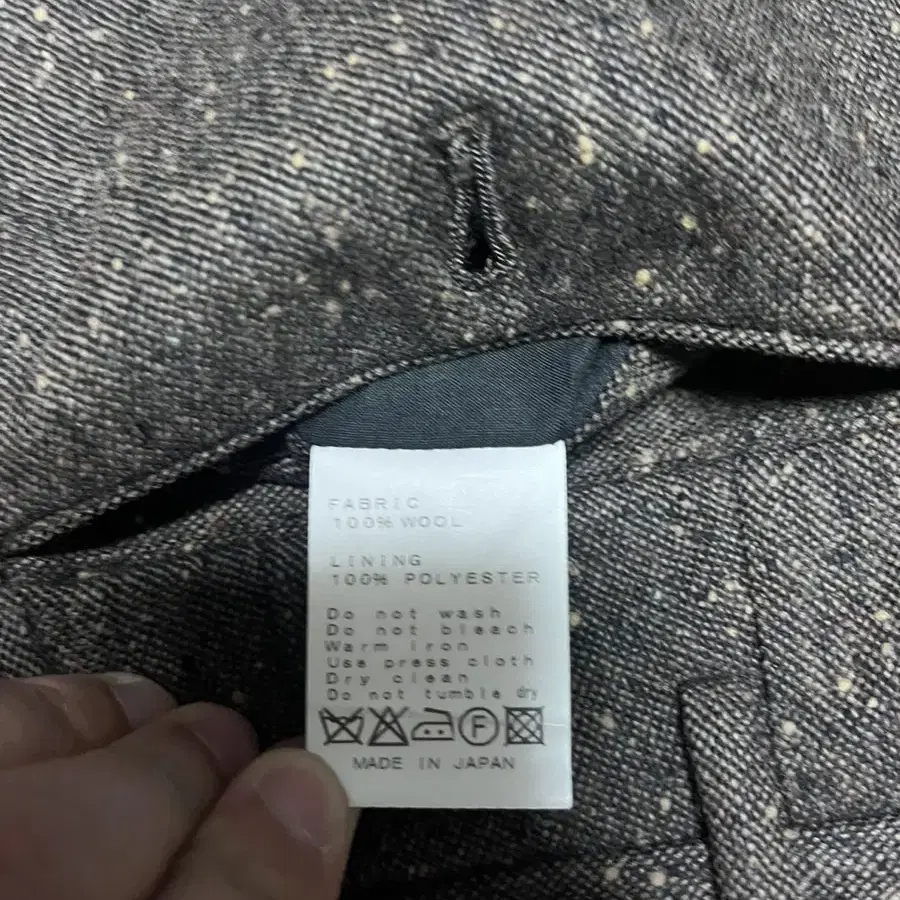 FABRIC
100% WOOL
LINING
100% POLYESTER
Do not wash
Do not bleach
Warm iron
Use press cloth
Dry clean
Do not tumble dry
F
MADE IN JAPAN